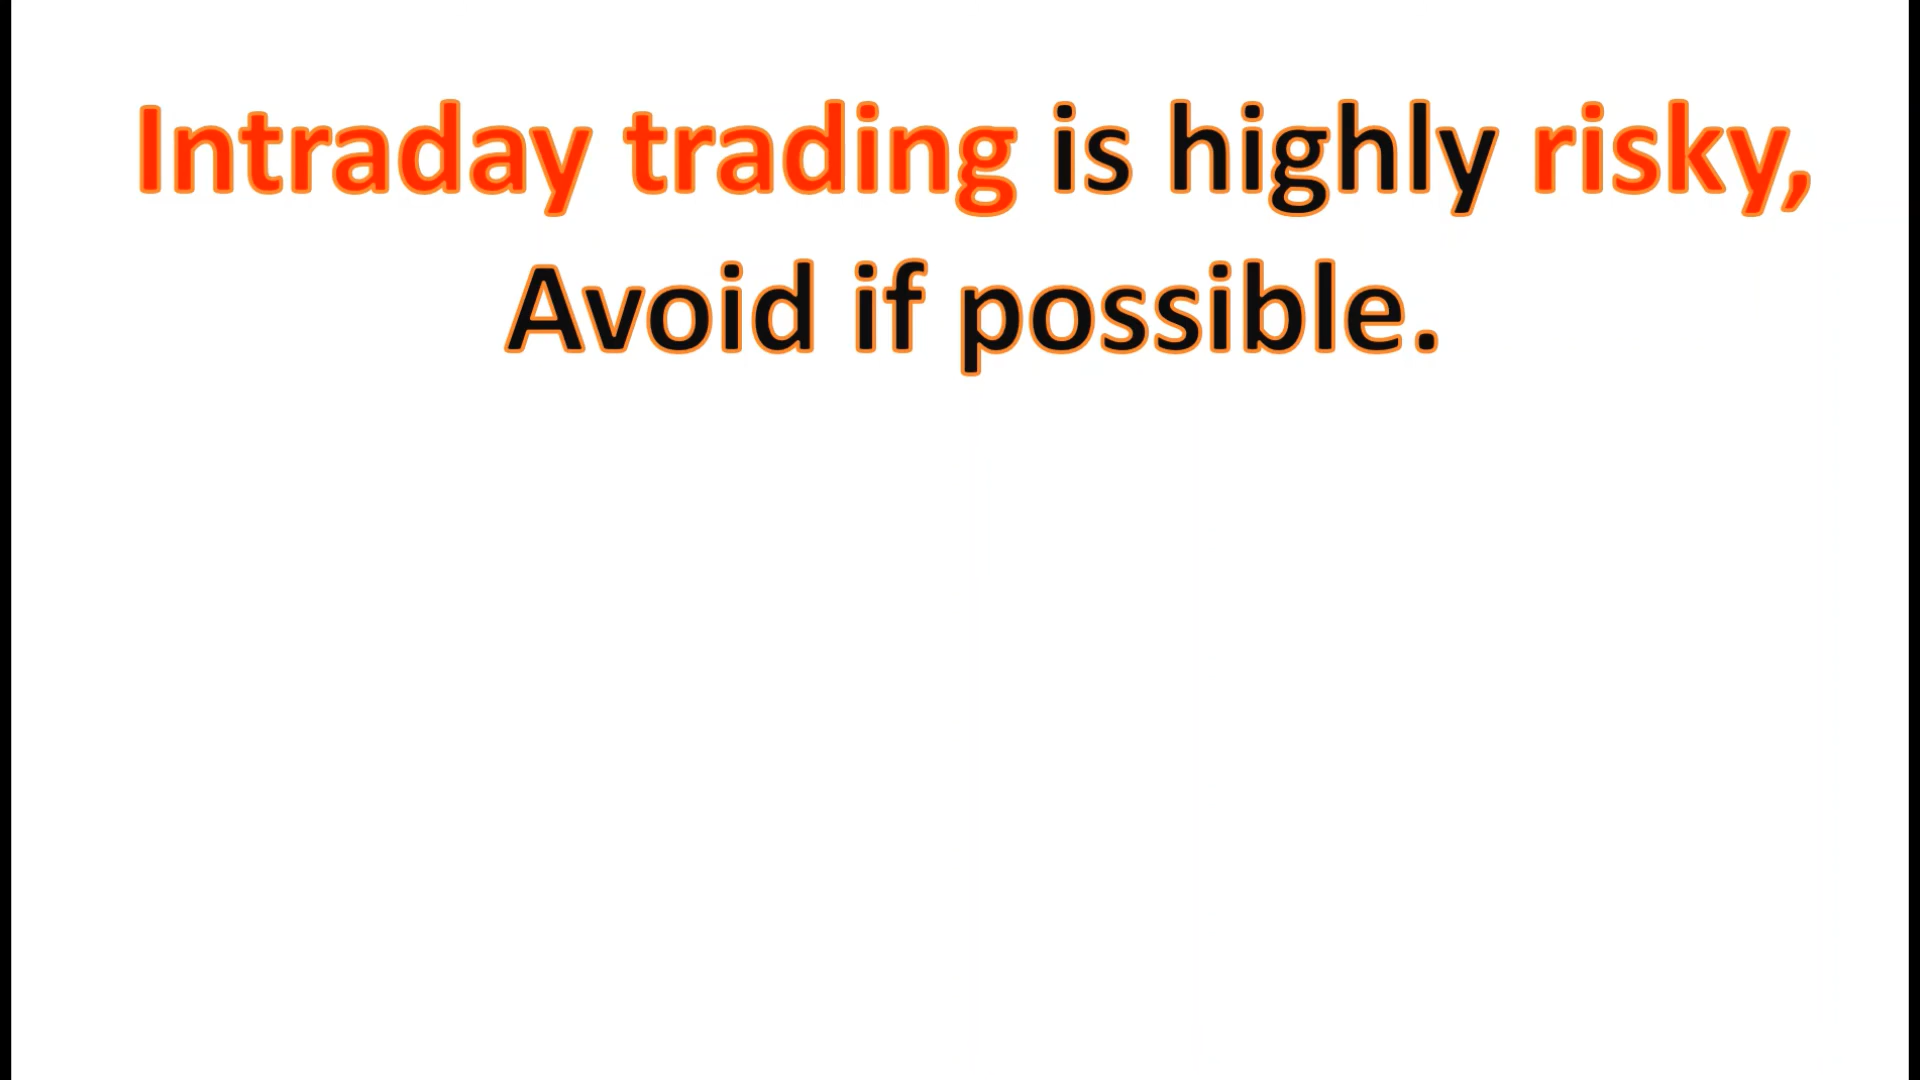 Intraday trading is highly risky,
Avoid if possible.